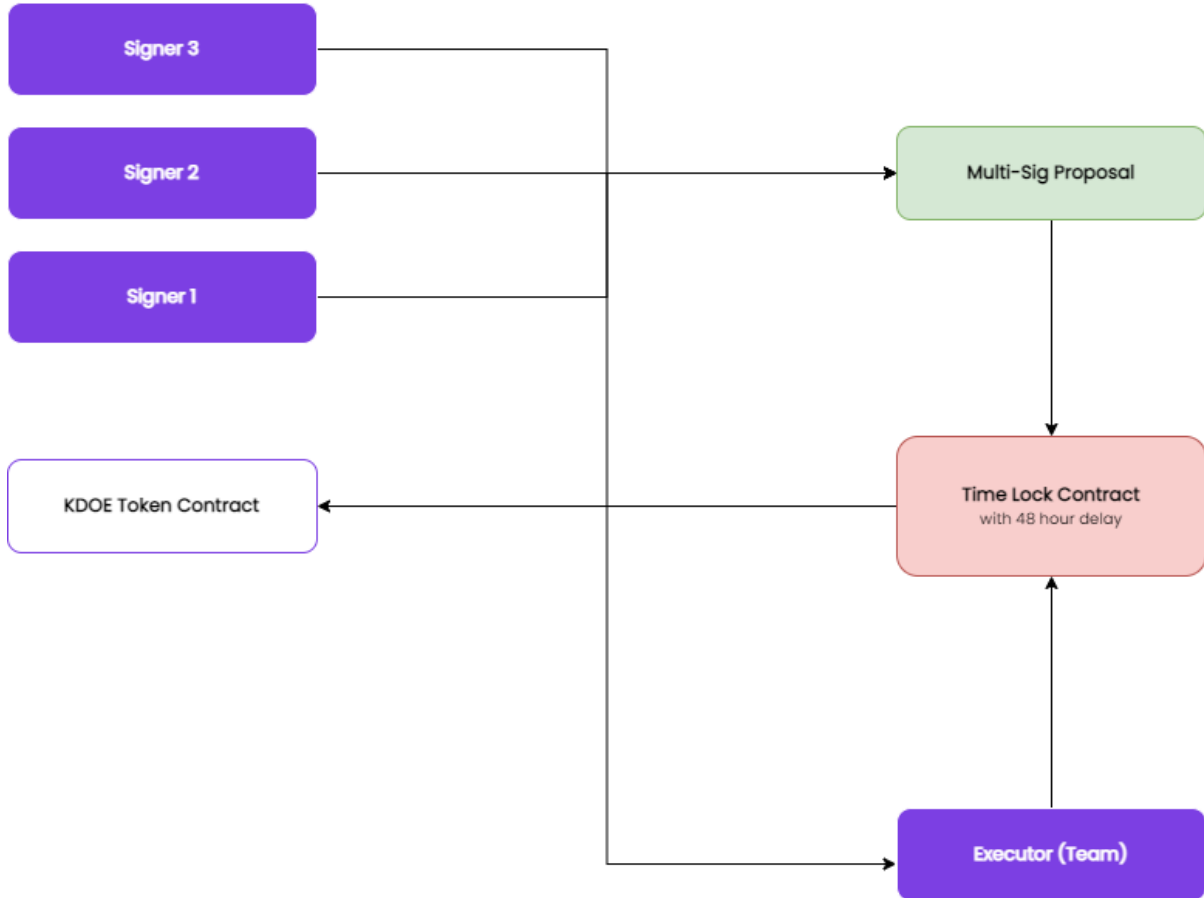 Signer 3
Signer 2
Multi-Sig Proposal
Signer 1
KDOE Token Contract
Time Lock Contract
with 48 hour delay
Executor (Team)